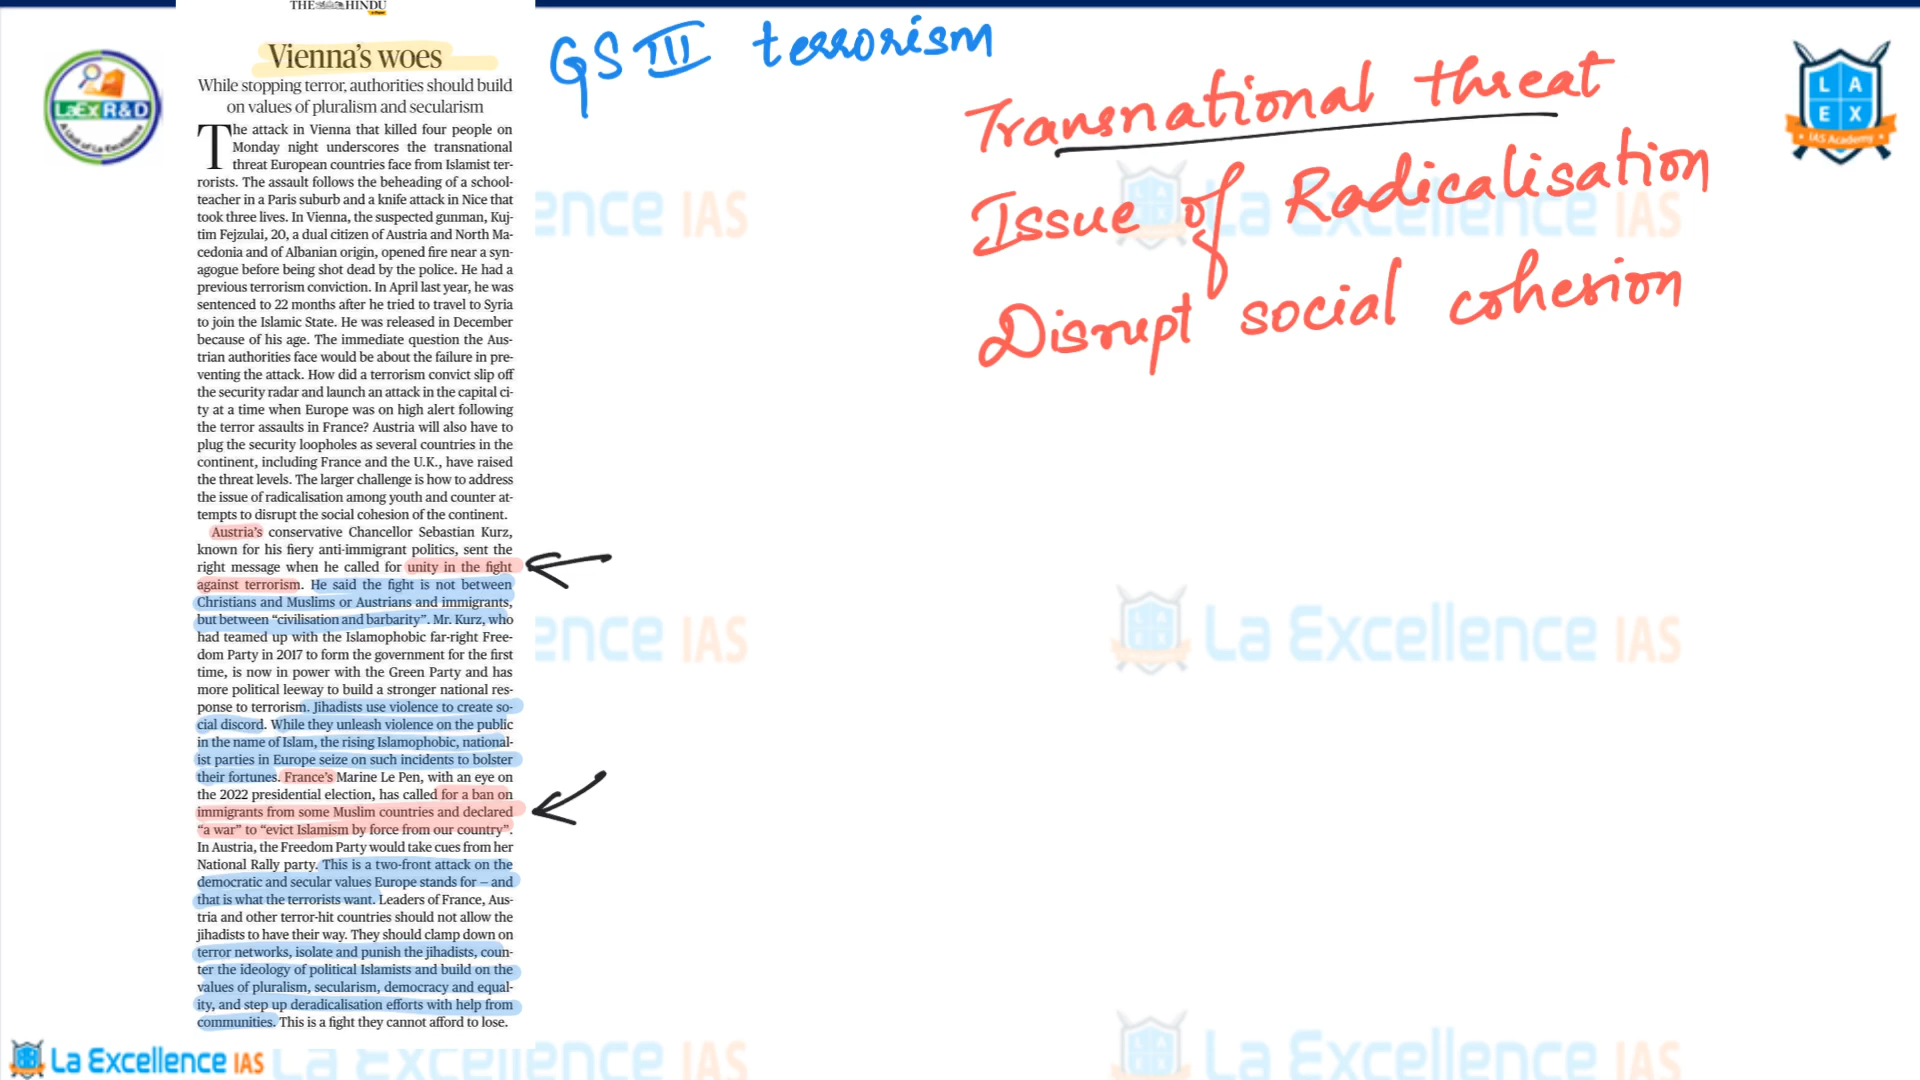 THE HINDU
Vienna's woes
While stopping terror, authorities should build
on values of pluralism and secularism
The attack in Vienna that killed four people on
Monday night underscores the transnational
threat European countries face from Islamist ter-
rorists. The assault follows the beheading of a school-
teacher in a Paris suburb and a knife attack in Nice that
took three lives. In Vienna, the suspected gunman, Kuj-
tim Fejzulai, 20, a dual citizen of Austria and North Ma-
cedonia and of Albanian origin, opened fire near a syn-
agogue before being shot dead by the police. He had a
previous terrorism conviction. In April last year, he was
sentenced to 22 months after he tried to travel to Syria
to join the Islamic State. He was released in December
because of his age. The immediate question the Aus-
trian authorities face would be about the failure in pre-
venting the attack. How did a terrorism convict slip off
the security radar and launch an attack in the capital ci-
ty at a time when Europe was on high alert following
the terror assaults in France? Austria will also have to
plug the security loopholes as several countries in the
continent, including France and the U.K., have raised
the threat levels. The larger challenge is how to address
the issue of radicalisation among youth and counter at-
tempts to disrupt the social cohesion of the continent.
Austria's conservative Chancellor Sebastian Kurz,
known for his fiery anti-immigrant politics, sent the
right message when he called for unity in the fight
against terrorism. He said the fight is not between
Christians and Muslims or Austrians and immigrants,
but between "civilisation and barbarity". Mr. Kurz, who
had teamed up with the Islamophobic far-right Free-
dom Party in 2017 to form the government for the first
time, is now in power with the Green Party and has
more political leeway to build a stronger national res-
ponse to terrorism. Jihadists use violence to create so-
cial discord. While they unleash violence on the public
in the name of Islam, the rising Islamophobic, national-
ist parties in Europe seize on such incidents to bolster
their fortunes. France's Marine Le Pen, with an eye on
the 2022 presidential election, has called for a ban on
immigrants from some Muslim countries and declared
"a war" to "evict Islamism by force from our country".
In Austria, the Freedom Party would take cues from her
National Rally party. This is a two-front attack on the
democratic and secular values Europe stands for – and
that is what the terrorists want. Leaders of France, Aus-
tria and other terror-hit countries should not allow the
jihadists to have their way. They should clamp down on
terror networks, isolate and punish the jihadists, coun-
ter the ideology of political Islamists and build on the
values of pluralism, secularism, democracy and equal-
ity, and step up deradicalisation efforts with help from
communities. This is a fight they cannot afford to lose.
GS III terrorism
Transnational threat
Issue of Radicalisation
Disrupt social cohesion
LaEx R&D
A Unit of La Excellence
L A
E X
IAS Academy
ence IAS
La Excellence IAS
ence IAS
La Excellence IAS
La Excellence IAS
La Excellence IAS
La Excellence IAS